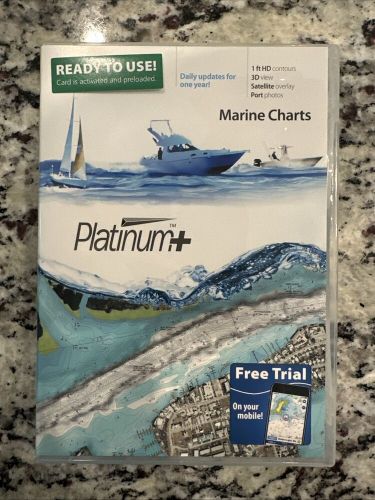 READY TO USE!
Card is activated and preloaded.
Daily updates for
one year!
1 ft HD contours
3D view
Satellite overlay
Port photos
Marine Charts
Platinum+™
Free Trial
On your
mobile!